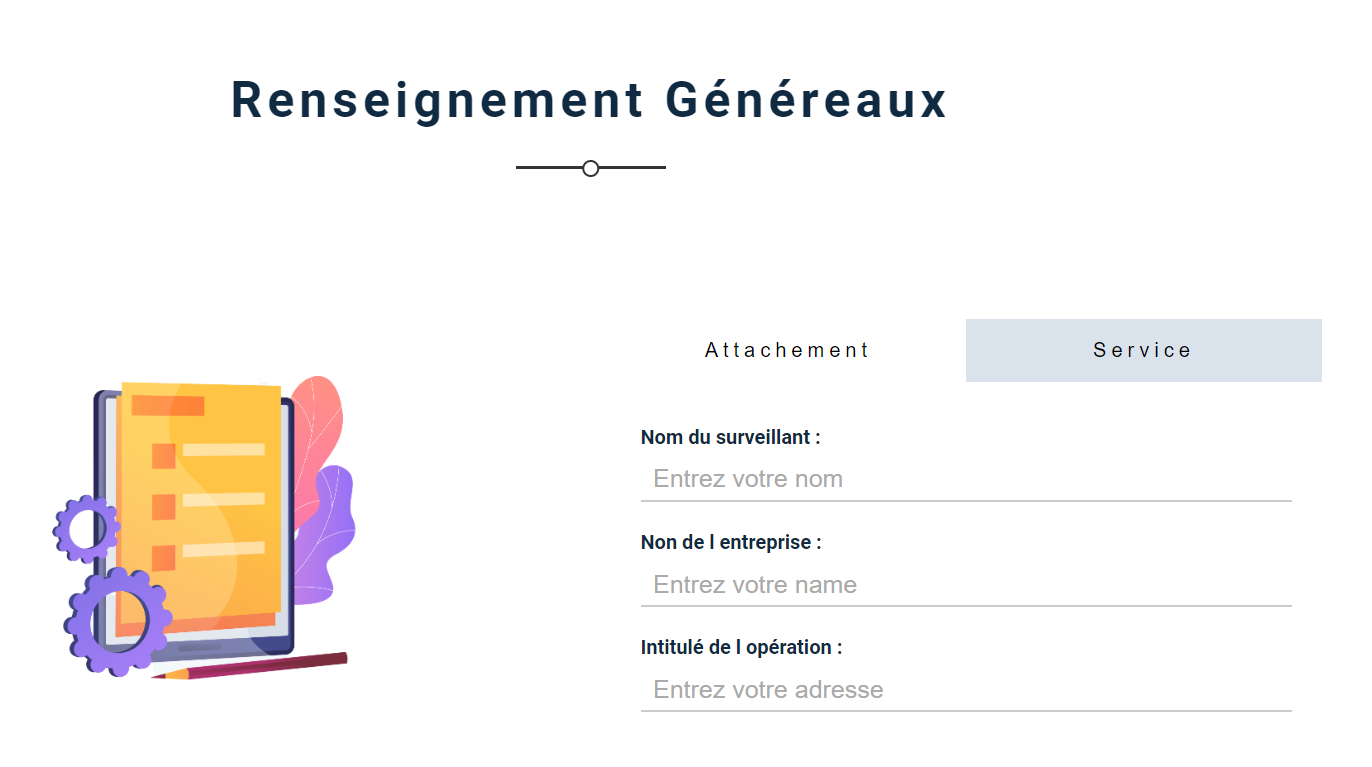 Renseignement Généreaux
Attachement
Service
Nom du surveillant :
Entrez votre nom
Non de l entreprise :
Entrez votre name
Intitulé de l opération :
Entrez votre adresse